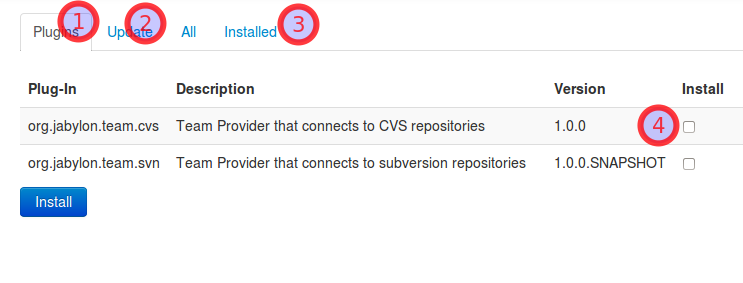 Plugins 1 Update 2 All Installed 3
Plug-In Description Version Install
org.jabylon.team.cvs Team Provider that connects to CVS repositories 1.0.0 4
org.jabylon.team.svn Team Provider that connects to subversion repositories 1.0.0.SNAPSHOT
Install